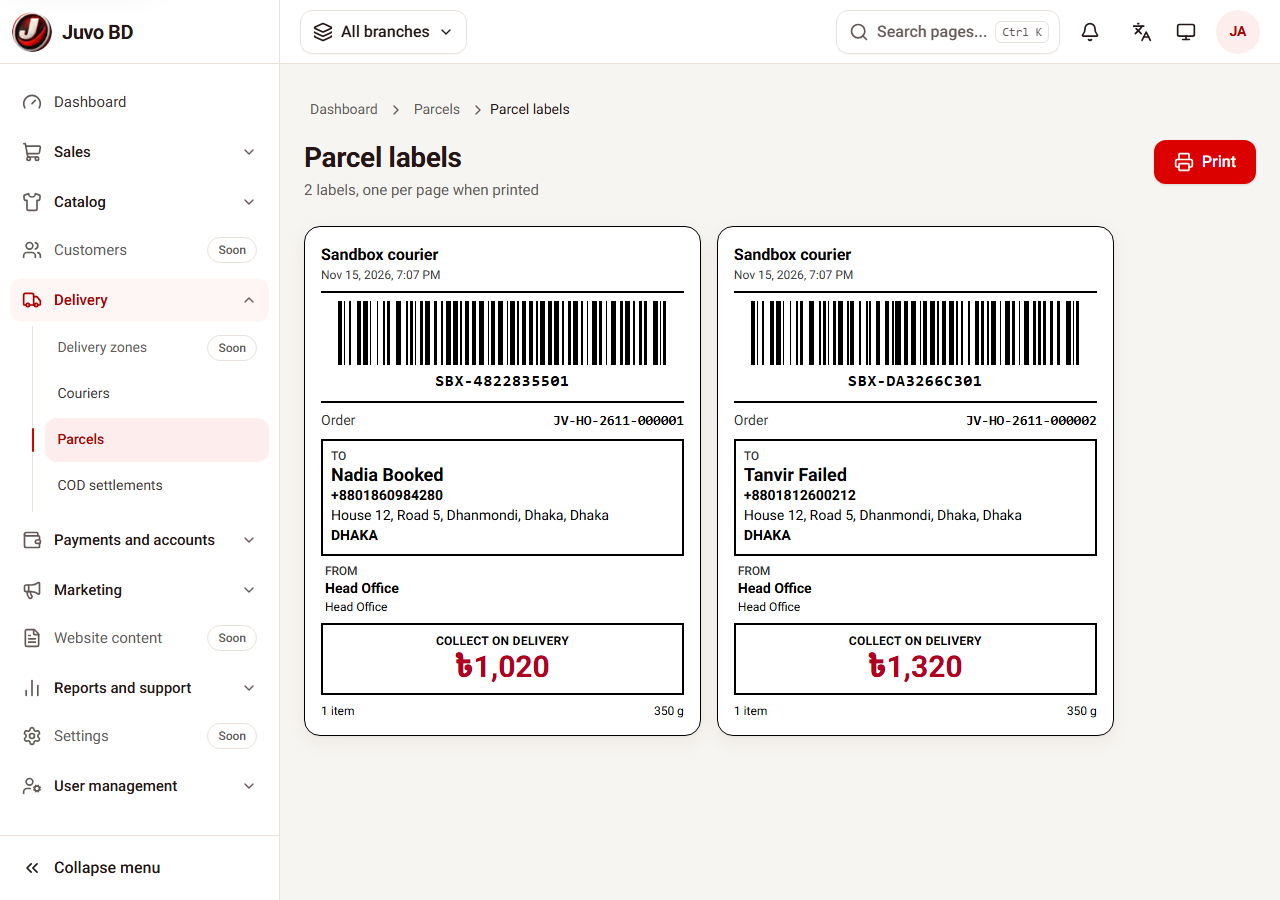 Juvo BD
All branches
Search pages...
Ctrl K
JA
Dashboard
Sales
Catalog
Customers
Soon
Delivery
Delivery zones
Soon
Couriers
Parcels
COD settlements
Payments and accounts
Marketing
Website content
Soon
Reports and support
Settings
Soon
User management
Collapse menu
Dashboard > Parcels > Parcel labels
Parcel labels
2 labels, one per page when printed
Print
Sandbox courier
Nov 15, 2026, 7:07 PM
SBX-4822835501
Order JV-HO-2611-000001
TO
Nadia Booked
+8801860984280
House 12, Road 5, Dhanmondi, Dhaka, Dhaka
DHAKA
FROM
Head Office
Head Office
COLLECT ON DELIVERY
৳1,020
1 item 350 g
Sandbox courier
Nov 15, 2026, 7:07 PM
SBX-DA3266C301
Order JV-HO-2611-000002
TO
Tanvir Failed
+8801812600212
House 12, Road 5, Dhanmondi, Dhaka, Dhaka
DHAKA
FROM
Head Office
Head Office
COLLECT ON DELIVERY
৳1,320
1 item 350 g